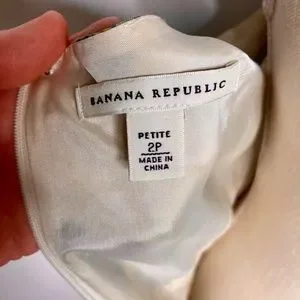 BANANA REPUBLIC
PETITE
2P
MADE IN
CHINA